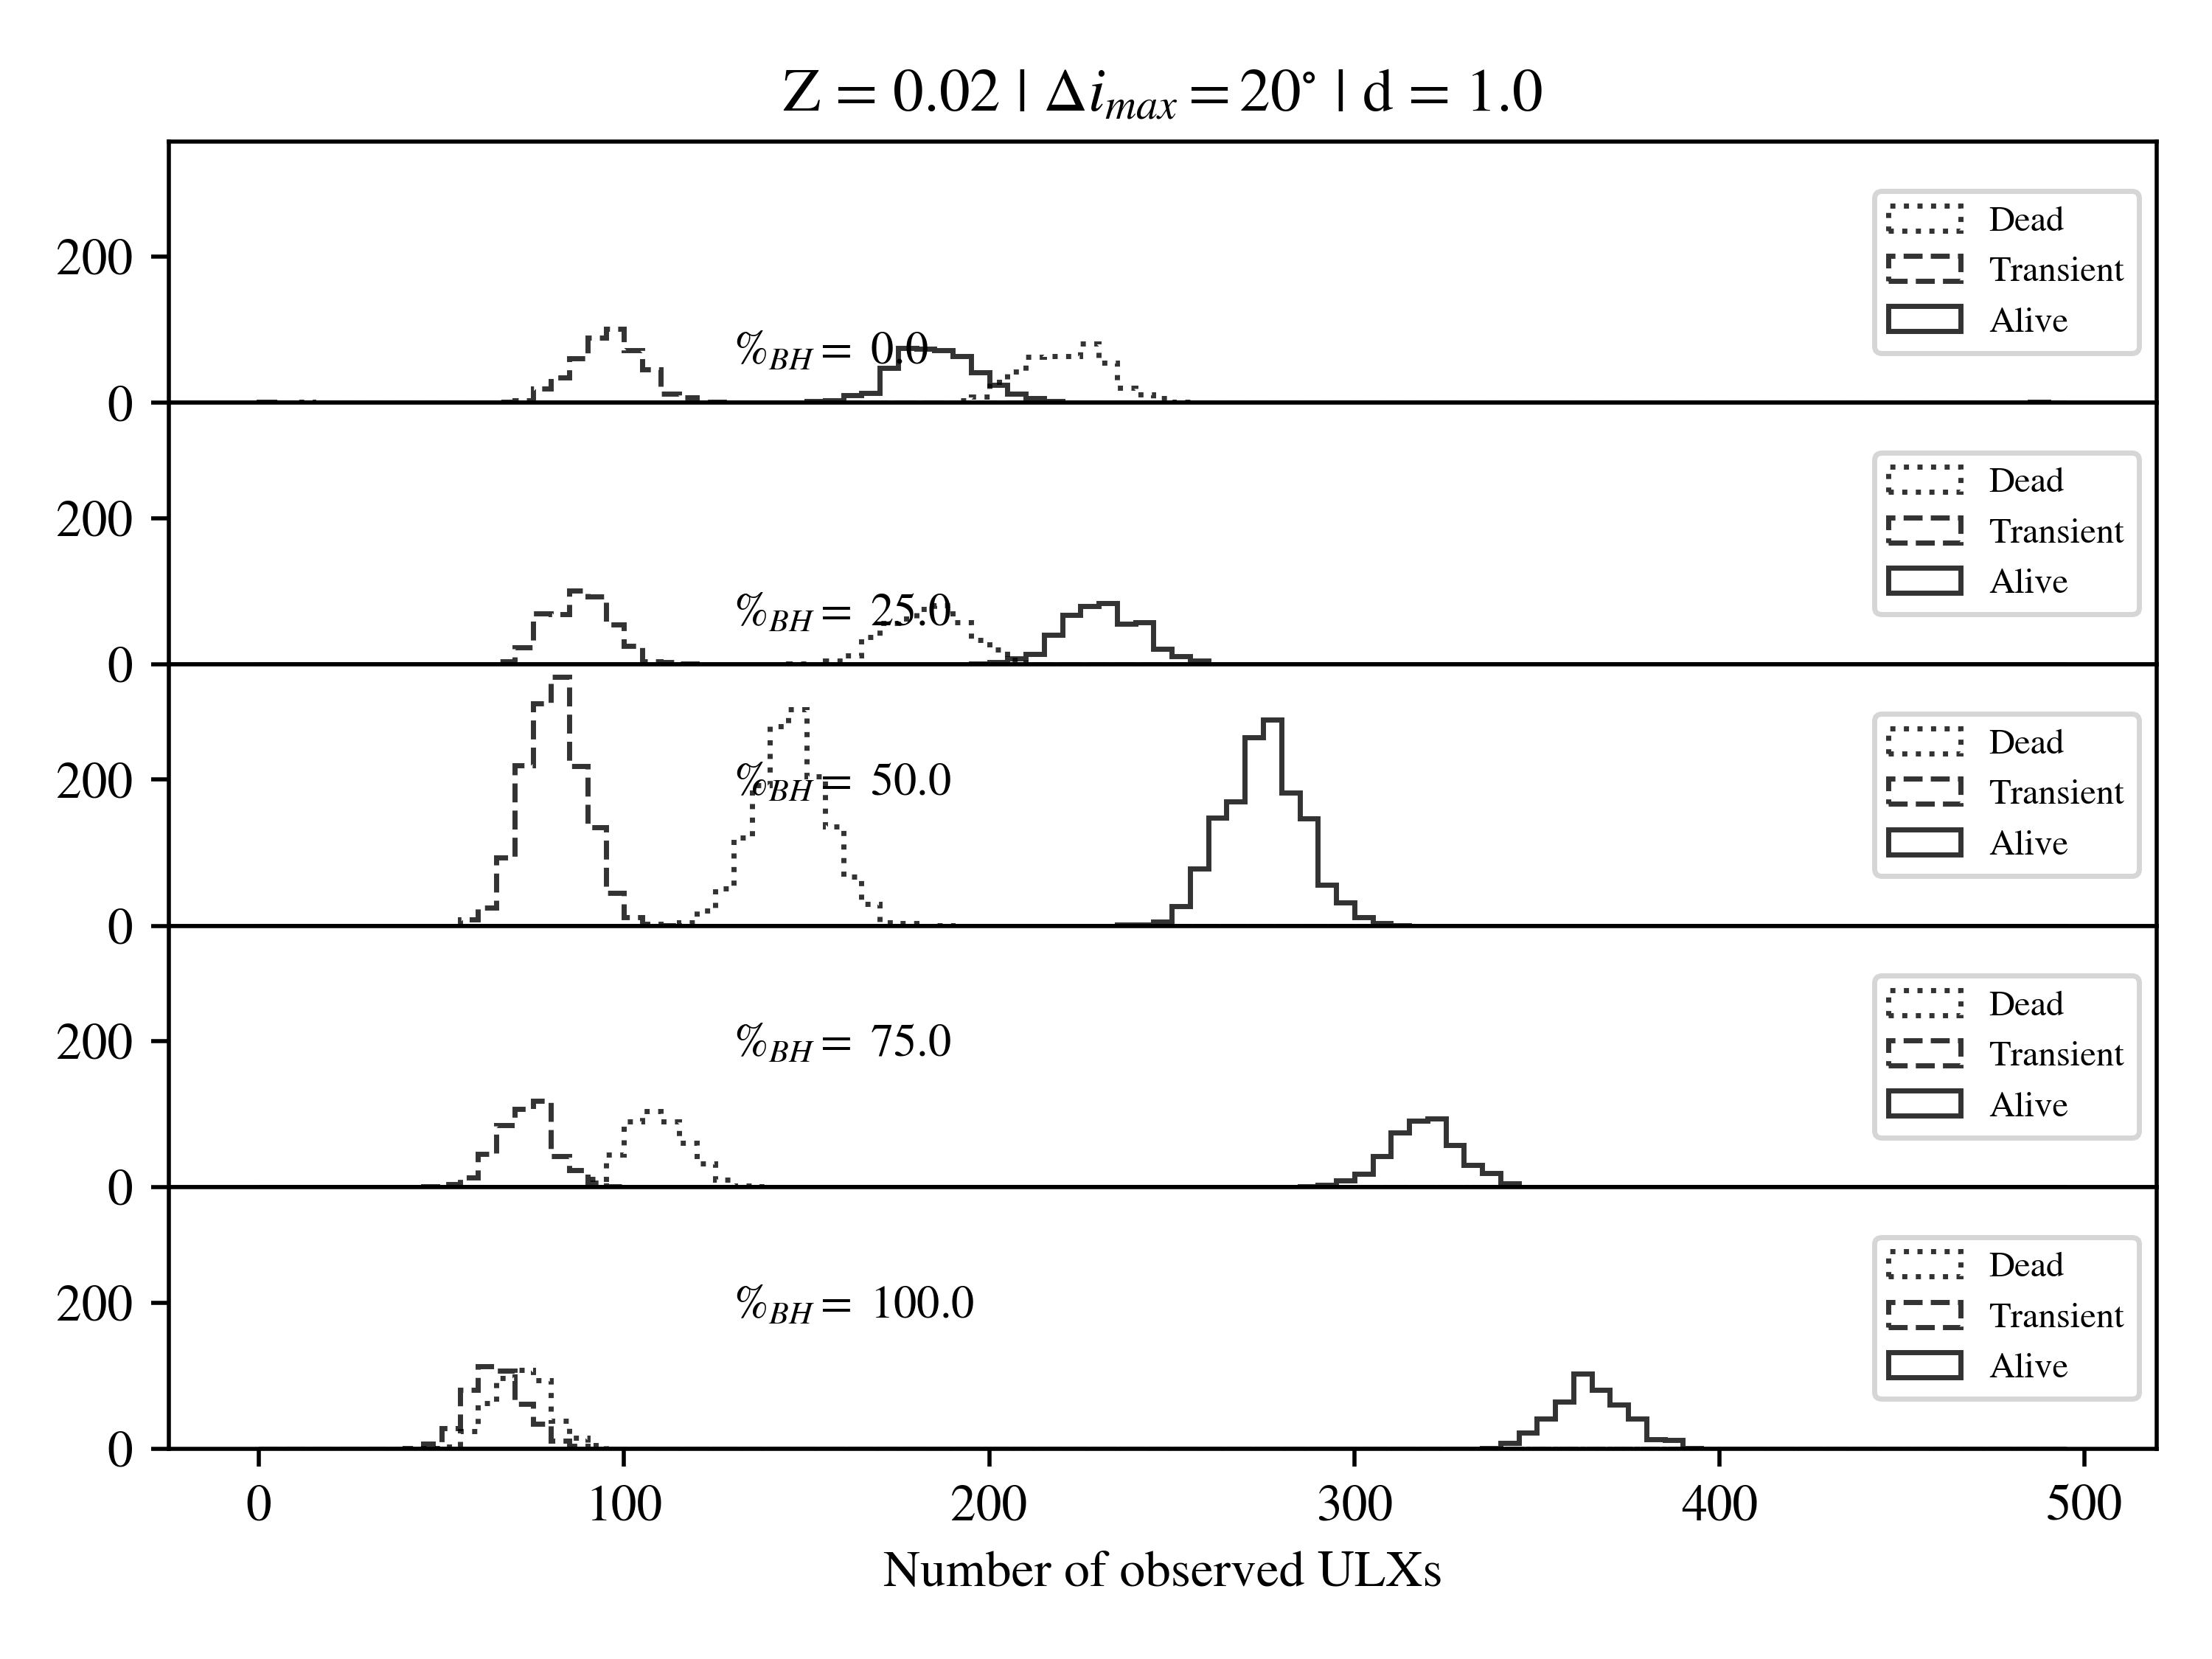 Z = 0.02 | Δi_max = 20° | d = 1.0
200
0
%_BH = 0.0
Dead
Transient
Alive
200
0
%_BH = 25.0
Dead
Transient
Alive
200
0
%_BH = 50.0
Dead
Transient
Alive
200
0
%_BH = 75.0
Dead
Transient
Alive
200
0
%_BH = 100.0
Dead
Transient
Alive
0 100 200 300 400 500
Number of observed ULXs